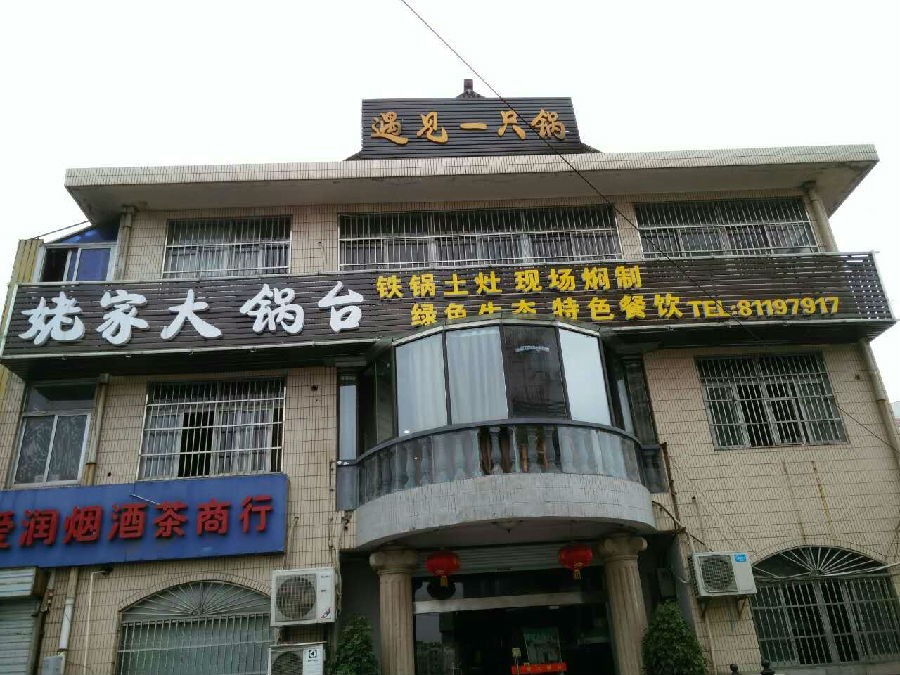 遇见一只锅
姥家大锅台
铁锅土灶 现场焖制
绿色生态 特色餐饮 TEL:81197917
爱润烟酒茶商行